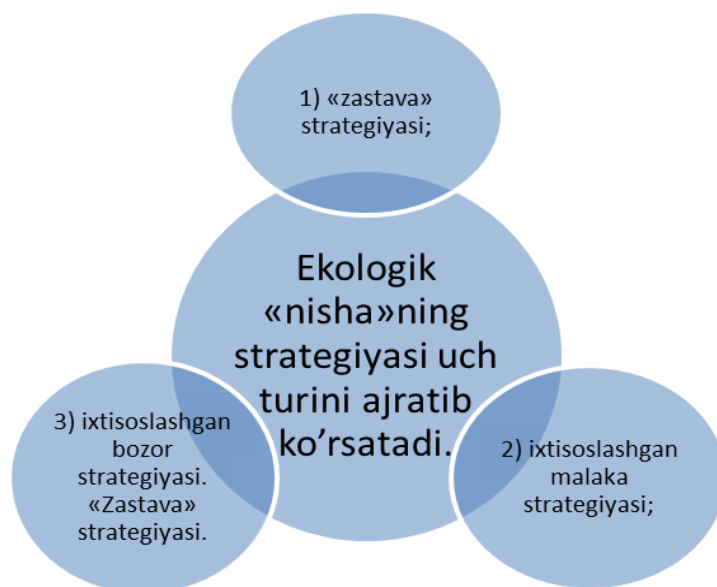 1) «zastava»
strategiyasi;
Ekologik
«nisha»ning
strategiyasi uch
turini ajratib
ko’rsatadi.
3) ixtisoslashgan
bozor
strategiyasi.
«Zastava»
strategiyasi.
2) ixtisoslashgan
malaka
strategiyasi;